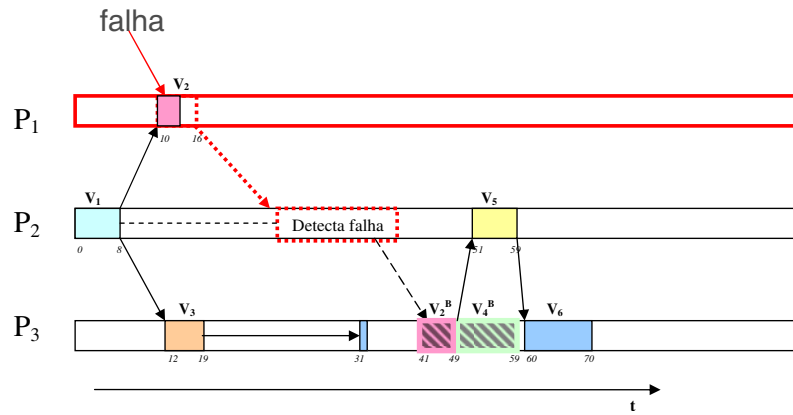 falha
V2
P1
10 16
V1 V5
P2 Detecta falha
0 8 51 59
V3 V2B V4B V6
P3
12 19 31 41 49 59 60 70
t